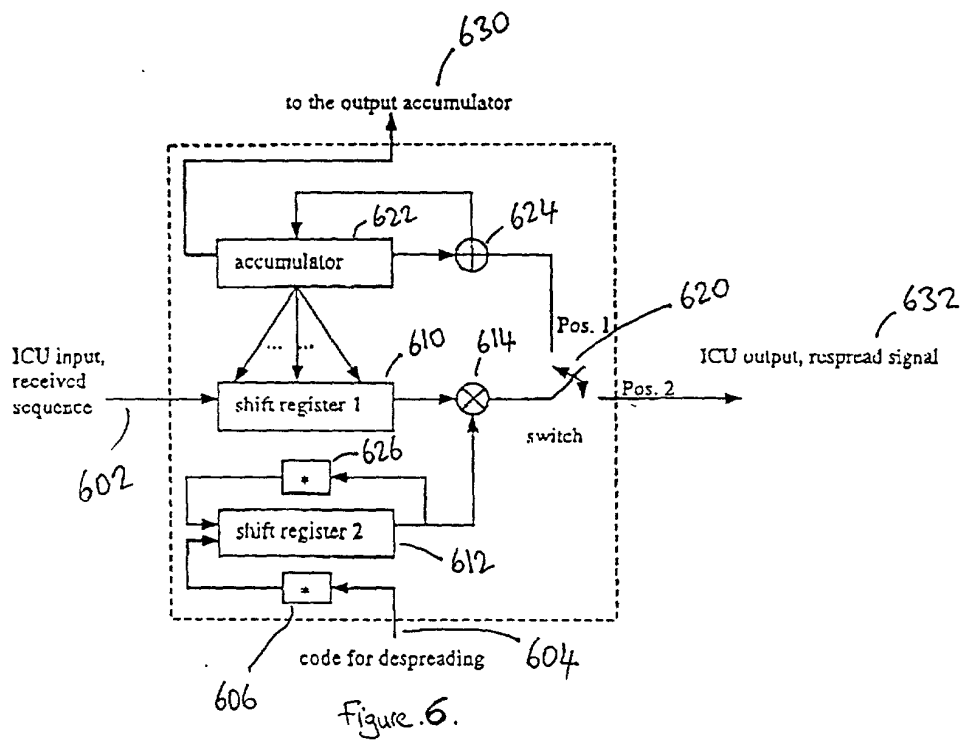 630
to the output accumulator
622
624
accumulator
620
632
Pos. 1
ICU input,
received
sequence
... ...
610
614
ICU output, respread signal
shift register 1
Pos. 2
switch
602
626
*
shift register 2
612
*
code for despreading
604
606
Figure.6.